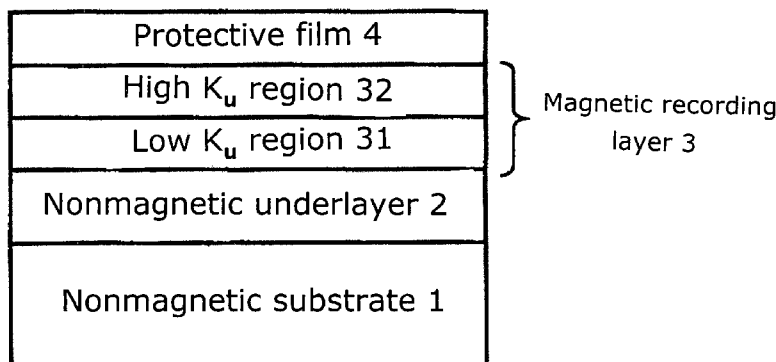 Protective film 4
High Ku region 32
Low Ku region 31
Magnetic recording
layer 3
Nonmagnetic underlayer 2
Nonmagnetic substrate 1